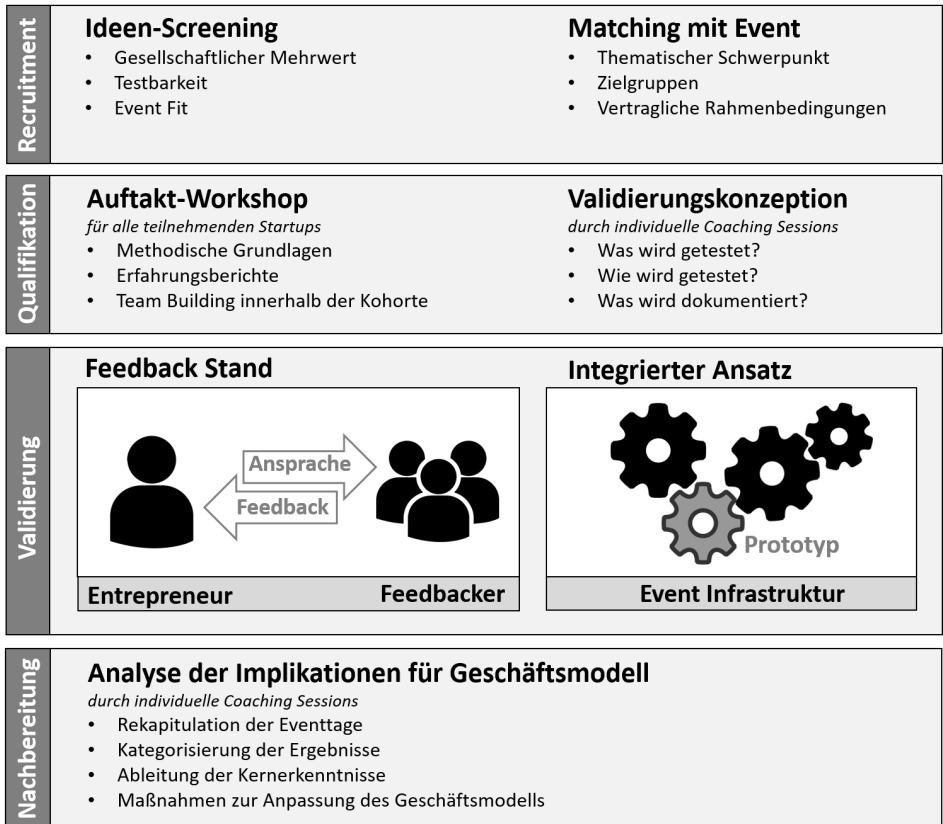 Recruitment
Ideen-Screening
• Gesellschaftlicher Mehrwert
• Testbarkeit
• Event Fit
Matching mit Event
• Thematischer Schwerpunkt
• Zielgruppen
• Vertragliche Rahmenbedingungen
Qualifikation
Auftakt-Workshop
für alle teilnehmenden Startups
• Methodische Grundlagen
• Erfahrungsberichte
• Team Building innerhalb der Kohorte
Validierungskonzeption
durch individuelle Coaching Sessions
• Was wird getestet?
• Wie wird getestet?
• Was wird dokumentiert?
Validierung
Feedback Stand
Ansprache
Feedback
Entrepreneur
Feedbacker
Integrierter Ansatz
Prototyp
Event Infrastruktur
Nachbereitung
Analyse der Implikationen für Geschäftsmodell
durch individuelle Coaching Sessions
• Rekapitulation der Eventtage
• Kategorisierung der Ergebnisse
• Ableitung der Kernerkenntnisse
• Maßnahmen zur Anpassung des Geschäftsmodells